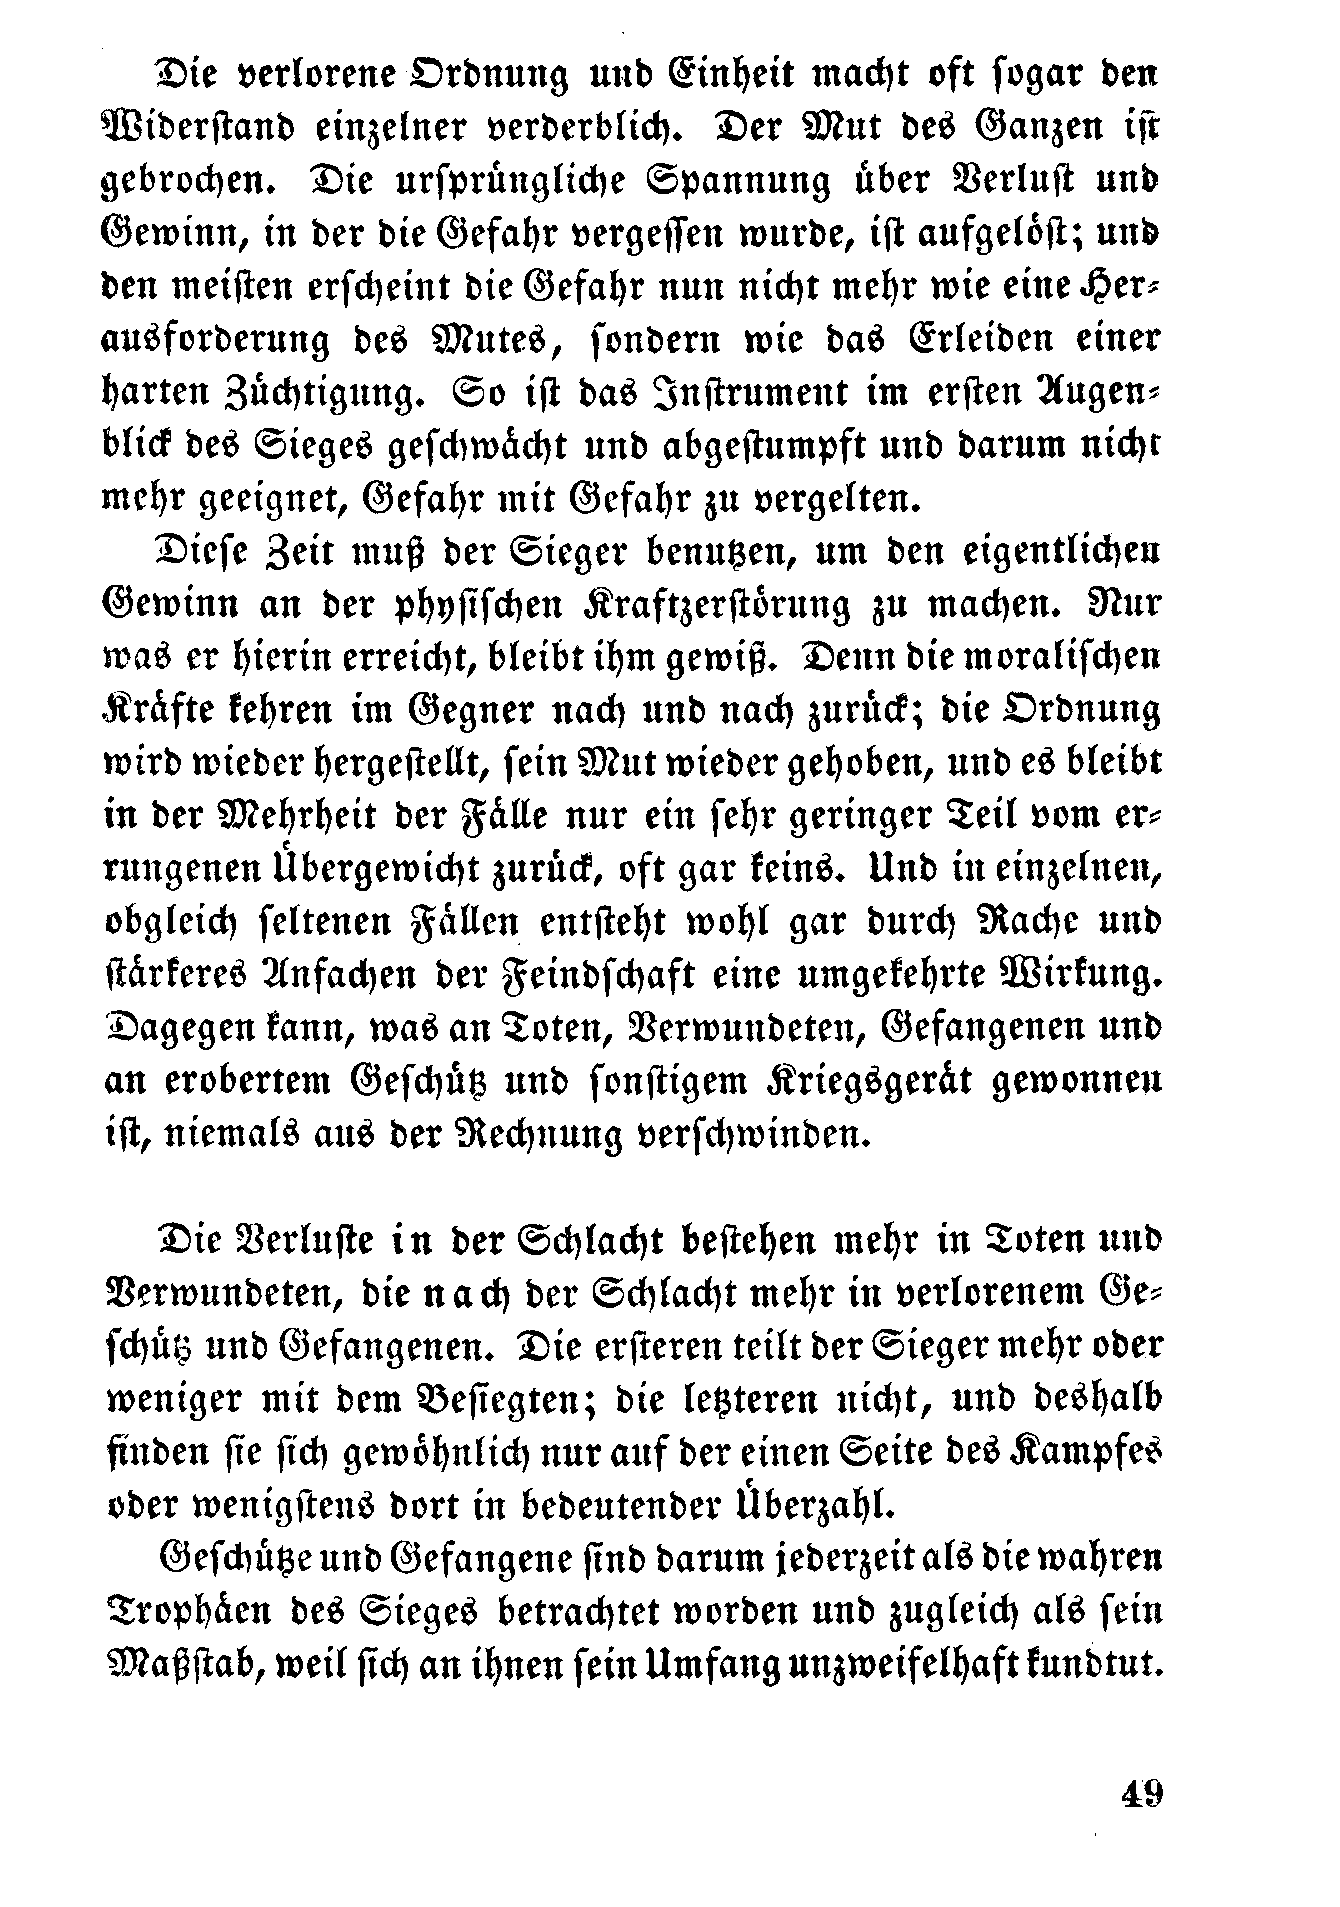 Die verlorene Ordnung und Einheit macht oft sogar den
Widerstand einzelner verderblich. Der Mut des Ganzen ist
gebrochen. Die ursprüngliche Spannung über Verlust und
Gewinn, in der die Gefahr vergessen wurde, ist aufgelöst; und
den meisten erscheint die Gefahr nun nicht mehr wie eine Her-
ausforderung des Mutes, sondern wie das Erleiden einer
harten Züchtigung. So ist das Instrument im ersten Augen-
blick des Sieges geschwächt und abgestumpft und darum nicht
mehr geeignet, Gefahr mit Gefahr zu vergelten.
Diese Zeit muß der Sieger benutzen, um den eigentlichen
Gewinn an der physischen Kraftzerstörung zu machen. Nur
was er hierin erreicht, bleibt ihm gewiß. Denn die moralischen
Kräfte kehren im Gegner nach und nach zurück; die Ordnung
wird wieder hergestellt, sein Mut wieder gehoben, und es bleibt
in der Mehrheit der Fälle nur ein sehr geringer Teil vom er-
rungenen Übergewicht zurück, oft gar keins. Und in einzelnen,
obgleich seltenen Fällen entsteht wohl gar durch Rache und
stärkeres Anfachen der Feindschaft eine umgekehrte Wirkung.
Dagegen kann, was an Toten, Verwundeten, Gefangenen und
an erobertem Geschütz und sonstigem Kriegsgerät gewonnen
ist, niemals aus der Rechnung verschwinden.
Die Verluste in der Schlacht bestehen mehr in Toten und
Verwundeten, die nach der Schlacht mehr in verlorenem Ge-
schütz und Gefangenen. Die ersteren teilt der Sieger mehr oder
weniger mit dem Besiegten; die letzteren nicht, und deshalb
finden sie sich gewöhnlich nur auf der einen Seite des Kampfes
oder wenigstens dort in bedeutender Überzahl.
Geschütze und Gefangene sind darum jederzeit als die wahren
Trophäen des Sieges betrachtet worden und zugleich als sein
Maßstab, weil sich an ihnen sein Umfang unzweifelhaft kundtut.
49